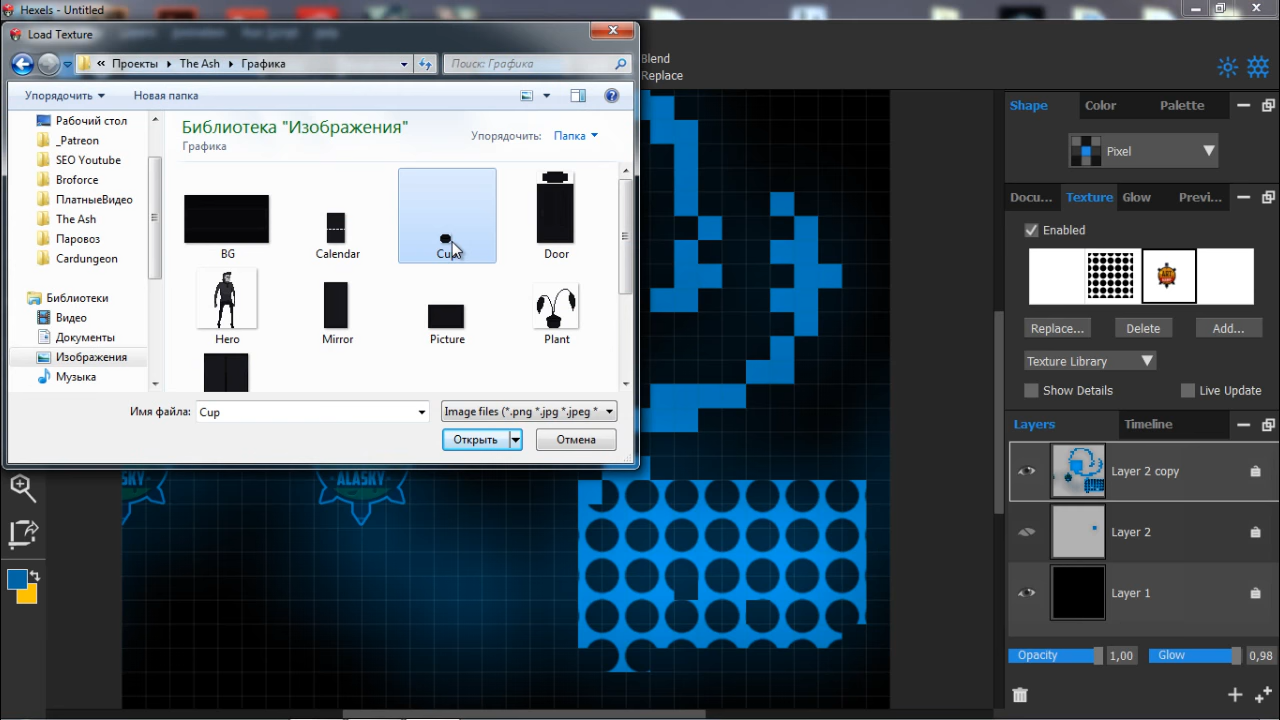 Hexels - Untitled
Load Texture
Проекты
The Ash
Графика
Поиск: Графика
Упорядочить
Новая папка
Рабочий стол
_Patreon
SEO Youtube
Broforce
ПлатныеВидео
The Ash
Паровоз
Cardungeon
Библиотеки
Видео
Документы
Изображения
Музыка
Библиотека "Изображения"
Графика
Упорядочить:
Папка
BG
Calendar
Cup
Door
Hero
Mirror
Picture
Plant
Имя файла:
Cup
Image files (*.png *.jpg *.jpeg *
Открыть
Отмена
Blend
Replace
ALASKY
Shape
Color
Palette
Pixel
Docu...
Texture
Glow
Previ...
Enabled
Replace...
Delete
Add...
Texture Library
Show Details
Live Update
Layers
Timeline
Layer 2 copy
Layer 2
Layer 1
Opacity
1,00
Glow
0,98